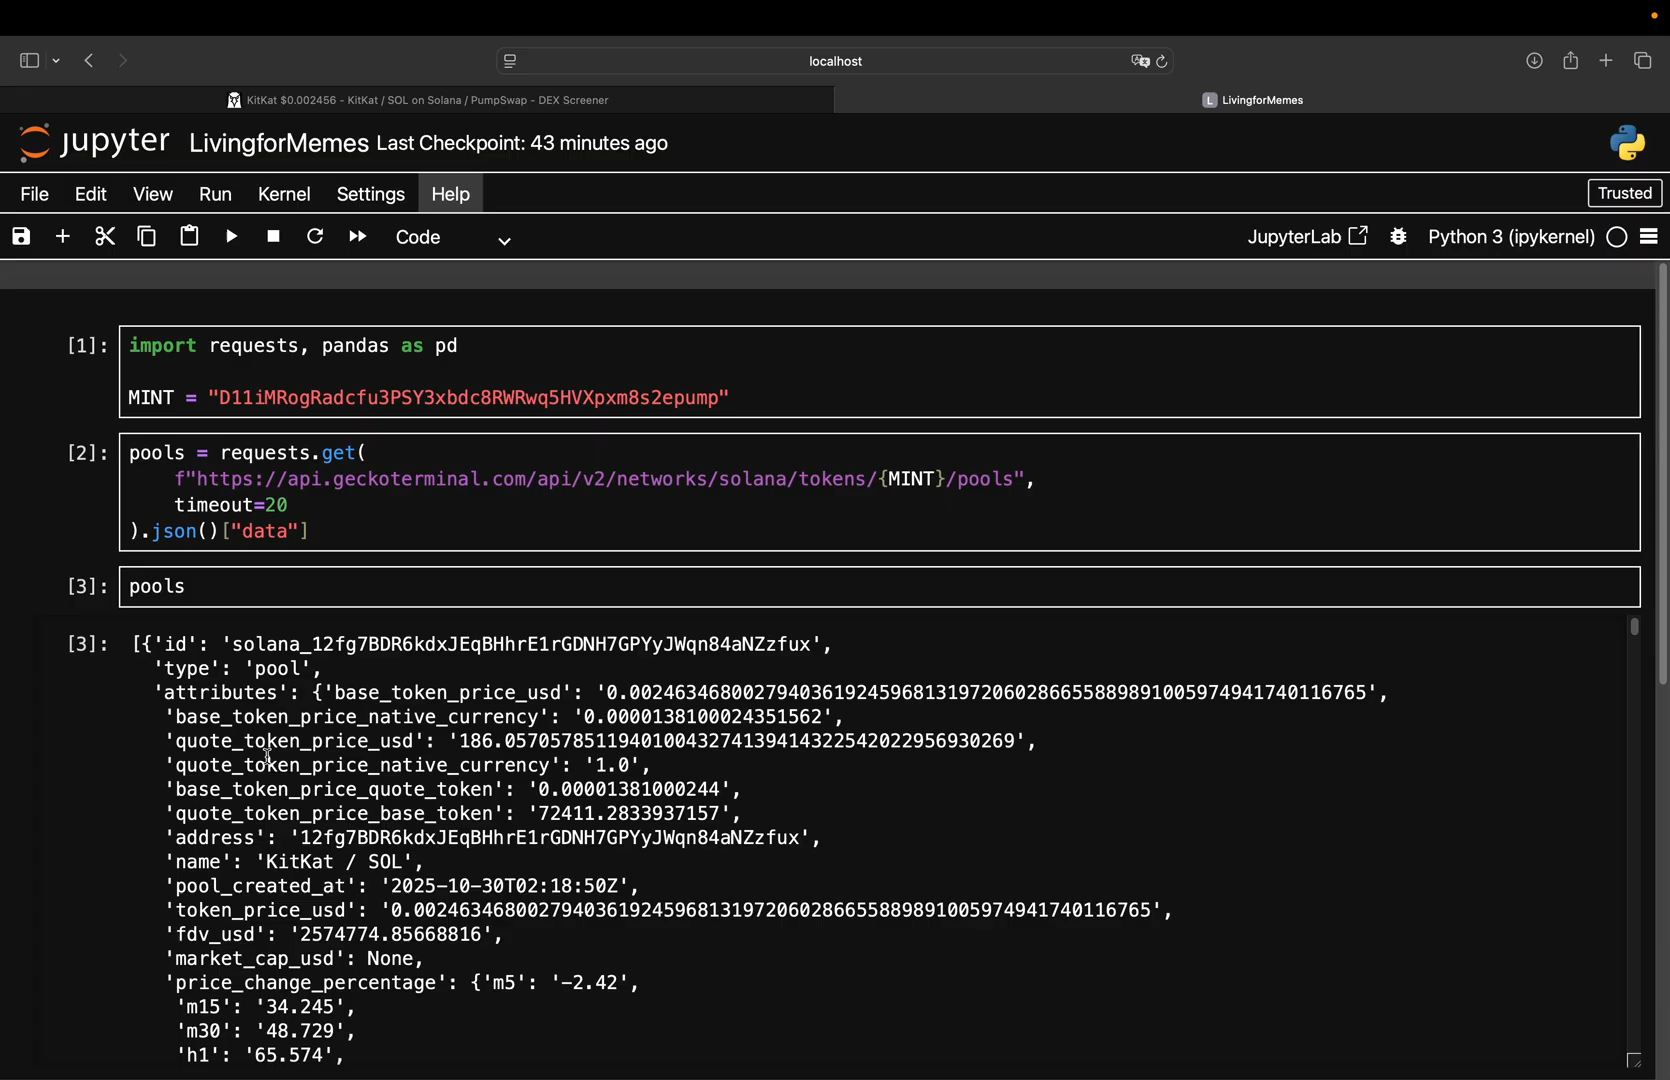 localhost
KitKat $0.002456 - KitKat / SOL on Solana / PumpSwap - DEX Screener
L LivingforMemes
jupyter LivingforMemes Last Checkpoint: 43 minutes ago
File Edit View Run Kernel Settings Help Trusted
Code JupyterLab Python 3 (ipykernel)
[1]: import requests, pandas as pd
MINT = "D11iMRogRadcfu3PSY3xbdc8RWRwq5HVXpxm8s2epump"
[2]: pools = requests.get(
f"https://api.geckoterminal.com/api/v2/networks/solana/tokens/{MINT}/pools",
timeout=20
).json()["data"]
[3]: pools
[3]: [{'id': 'solana_12fg7BDR6kdxJEqBHhrE1rGDNH7GPYyJWqn84aNZzfux',
'type': 'pool',
'attributes': {'base_token_price_usd': '0.00246346800279403619245968131972060286655889891005974941740116765',
'base_token_price_native_currency': '0.0000138100024351562',
'quote_token_price_usd': '186.0570578511940100432741394143225420229569​30269',
'quote_token_price_native_currency': '1.0',
'base_token_price_quote_token': '0.00001381000244',
'quote_token_price_base_token': '72411.2833937157',
'address': '12fg7BDR6kdxJEqBHhrE1rGDNH7GPYyJWqn84aNZzfux',
'name': 'KitKat / SOL',
'pool_created_at': '2025-10-30T02:18:50Z',
'token_price_usd': '0.00246346800279403619245968131972060286655889891005974941740116765',
'fdv_usd': '2574774.85668816',
'market_cap_usd': None,
'price_change_percentage': {'m5': '-2.42',
'm15': '34.245',
'm30': '48.729',
'h1': '65.574',